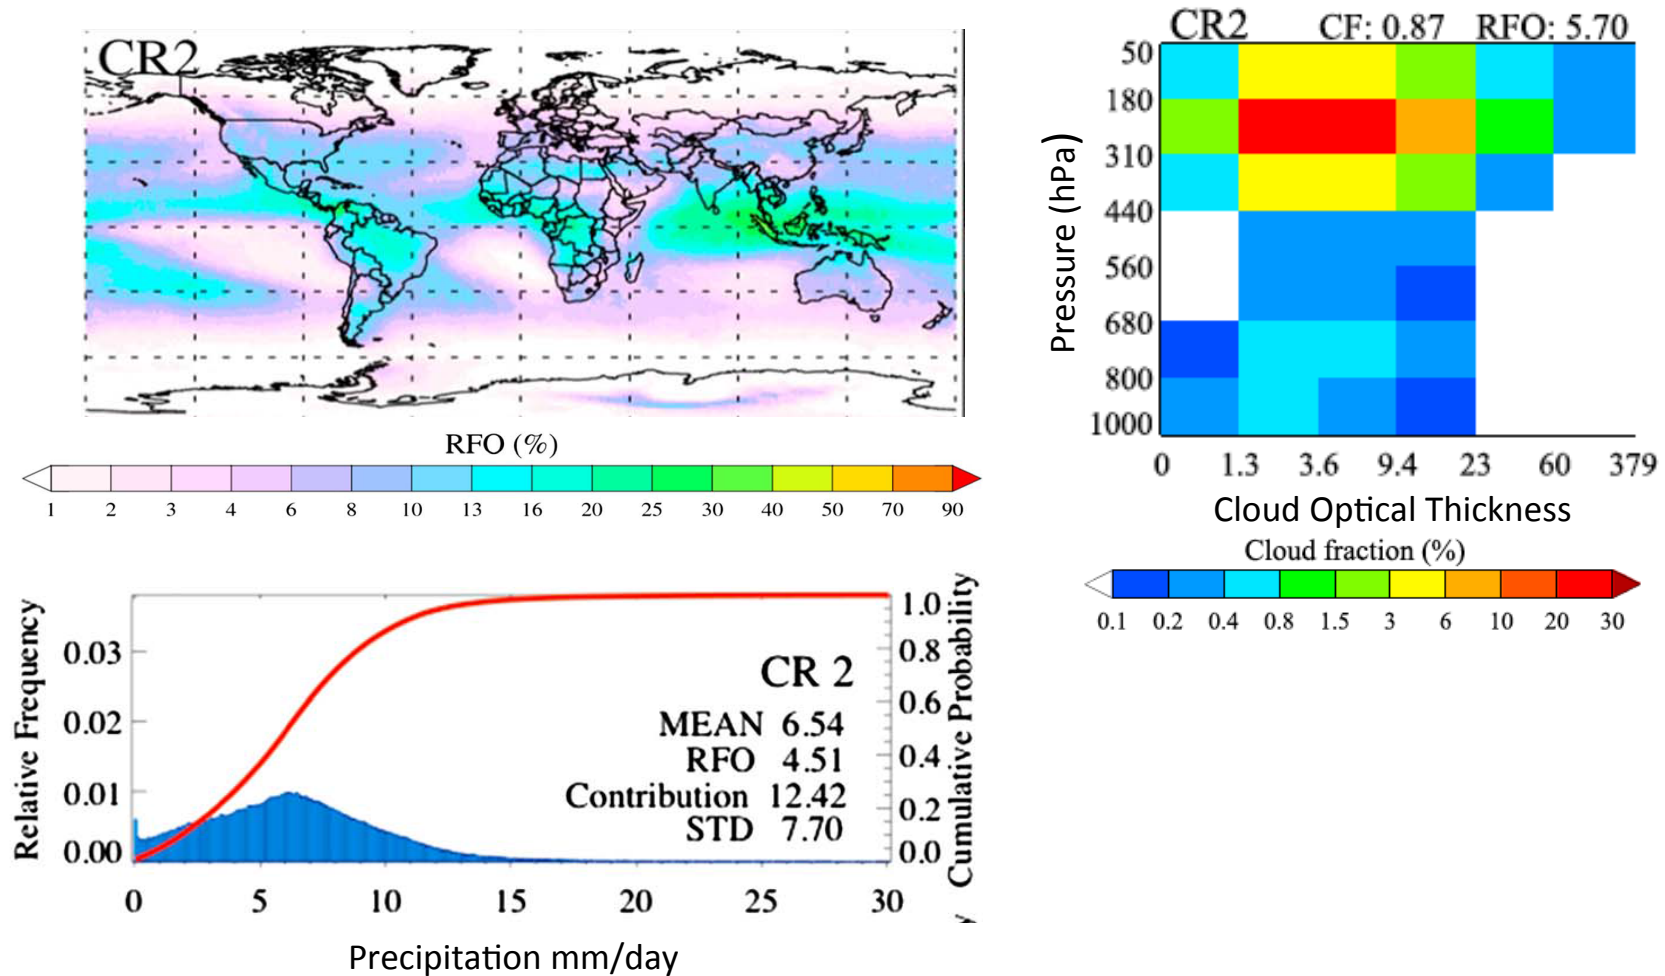 CR2
RFO (%)
1 2 3 4 6 8 10 13 16 20 25 30 40 50 70 90
CR2 CF: 0.87 RFO: 5.70
Pressure (hPa)
50
180
310
440
560
680
800
1000
0 1.3 3.6 9.4 23 60 379
Cloud Optical Thickness
Cloud fraction (%)
0.1 0.2 0.4 0.8 1.5 3 6 10 20 30
Relative Frequency
0.03
0.02
0.01
0.00
CR 2
MEAN 6.54
RFO 4.51
Contribution 12.42
STD 7.70
1.0
0.8
0.6
0.4
0.2
0.0
Cumulative Probability
0 5 10 15 20 25 30
Precipitation mm/day